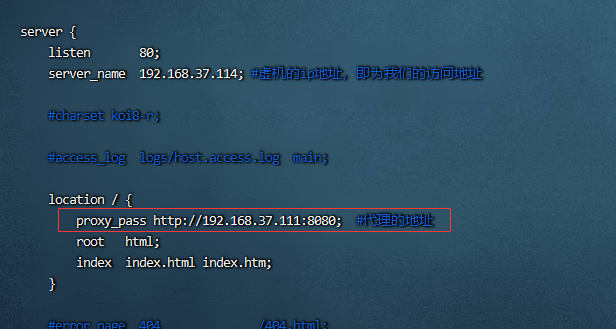 server {
listen 80;
server_name 192.168.37.114; #虚机的ip地址，即为我们的访问地址
#charset koi8-r;
#access_log logs/host.access.log main;
location / {
proxy_pass http://192.168.37.111:8080; #代理的地址
root html;
index index.html index.htm;
}
#error_page 404 /404.html;